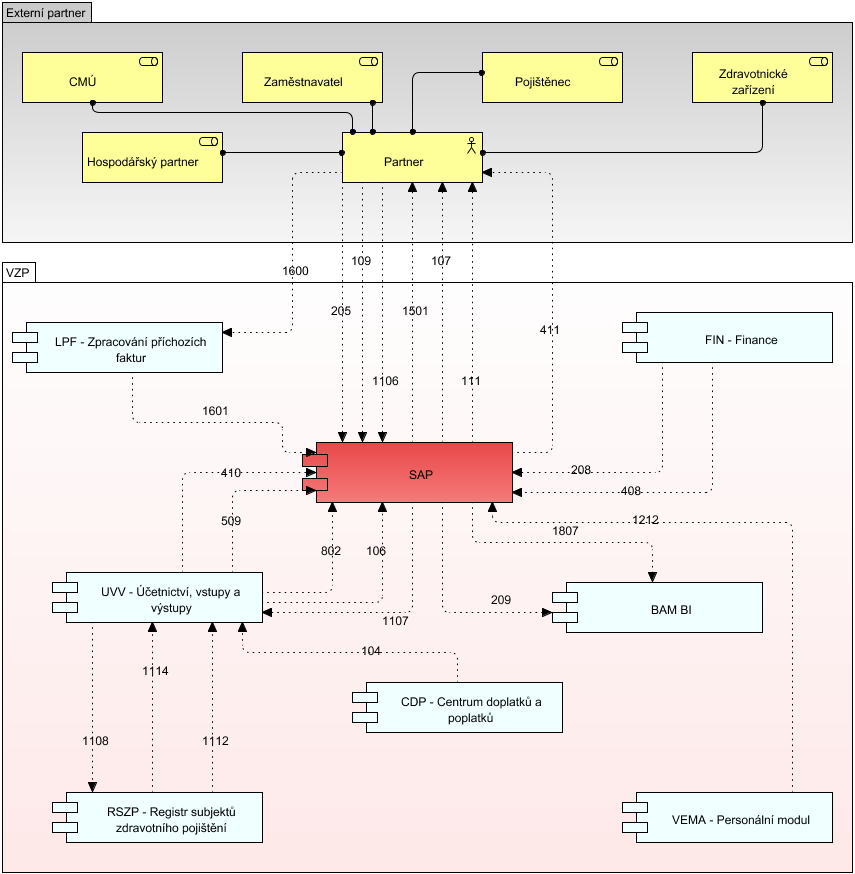 Externí partner
CMÚ
Zaměstnavatel
Pojištěnec
Zdravotnické
zařízení
Hospodářský partner
Partner
1600
109
107
205
1501
411
1106
111
VZP
LPF - Zpracování příchozích
faktur
FIN - Finance
1601
SAP
410
208
408
509
1212
802
106
1807
UVV - Účetnictví, vstupy a
výstupy
209
BAM BI
1107
104
1114
CDP - Centrum doplatků a
poplatků
1108
1112
RSZP - Registr subjektů
zdravotního pojištění
VEMA - Personální modul